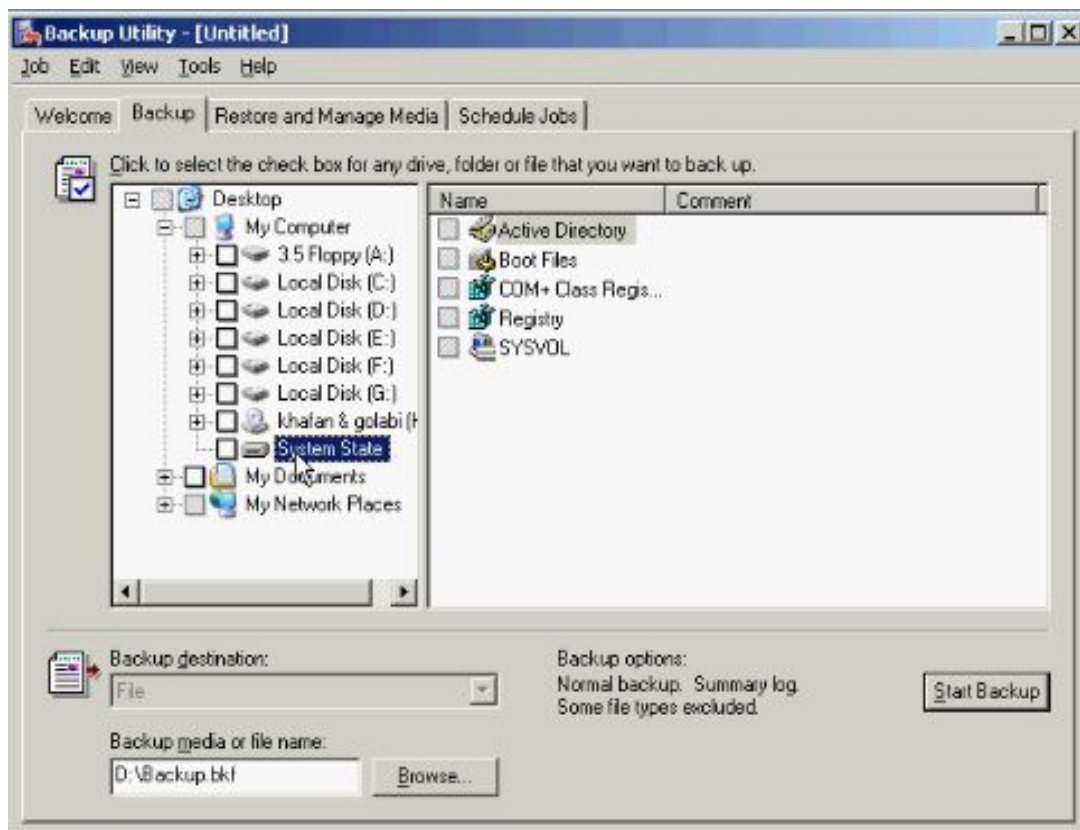 Backup Utility - [Untitled]
Job Edit View Tools Help
Welcome Backup Restore and Manage Media Schedule Jobs
Click to select the check box for any drive, folder or file that you want to back up.
Desktop
My Computer
3.5 Floppy (A:)
Local Disk (C:)
Local Disk (D:)
Local Disk (E:)
Local Disk (F:)
Local Disk (G:)
khafan & golabi (H
System State
My Documents
My Network Places
Name Comment
Active Directory
Boot Files
COM+ Class Regis...
Registry
SYSVOL
Backup destination:
File
Backup media or file name:
D:\Backup.bkf
Browse...
Backup options:
Normal backup. Summary log.
Some file types excluded.
Start Backup